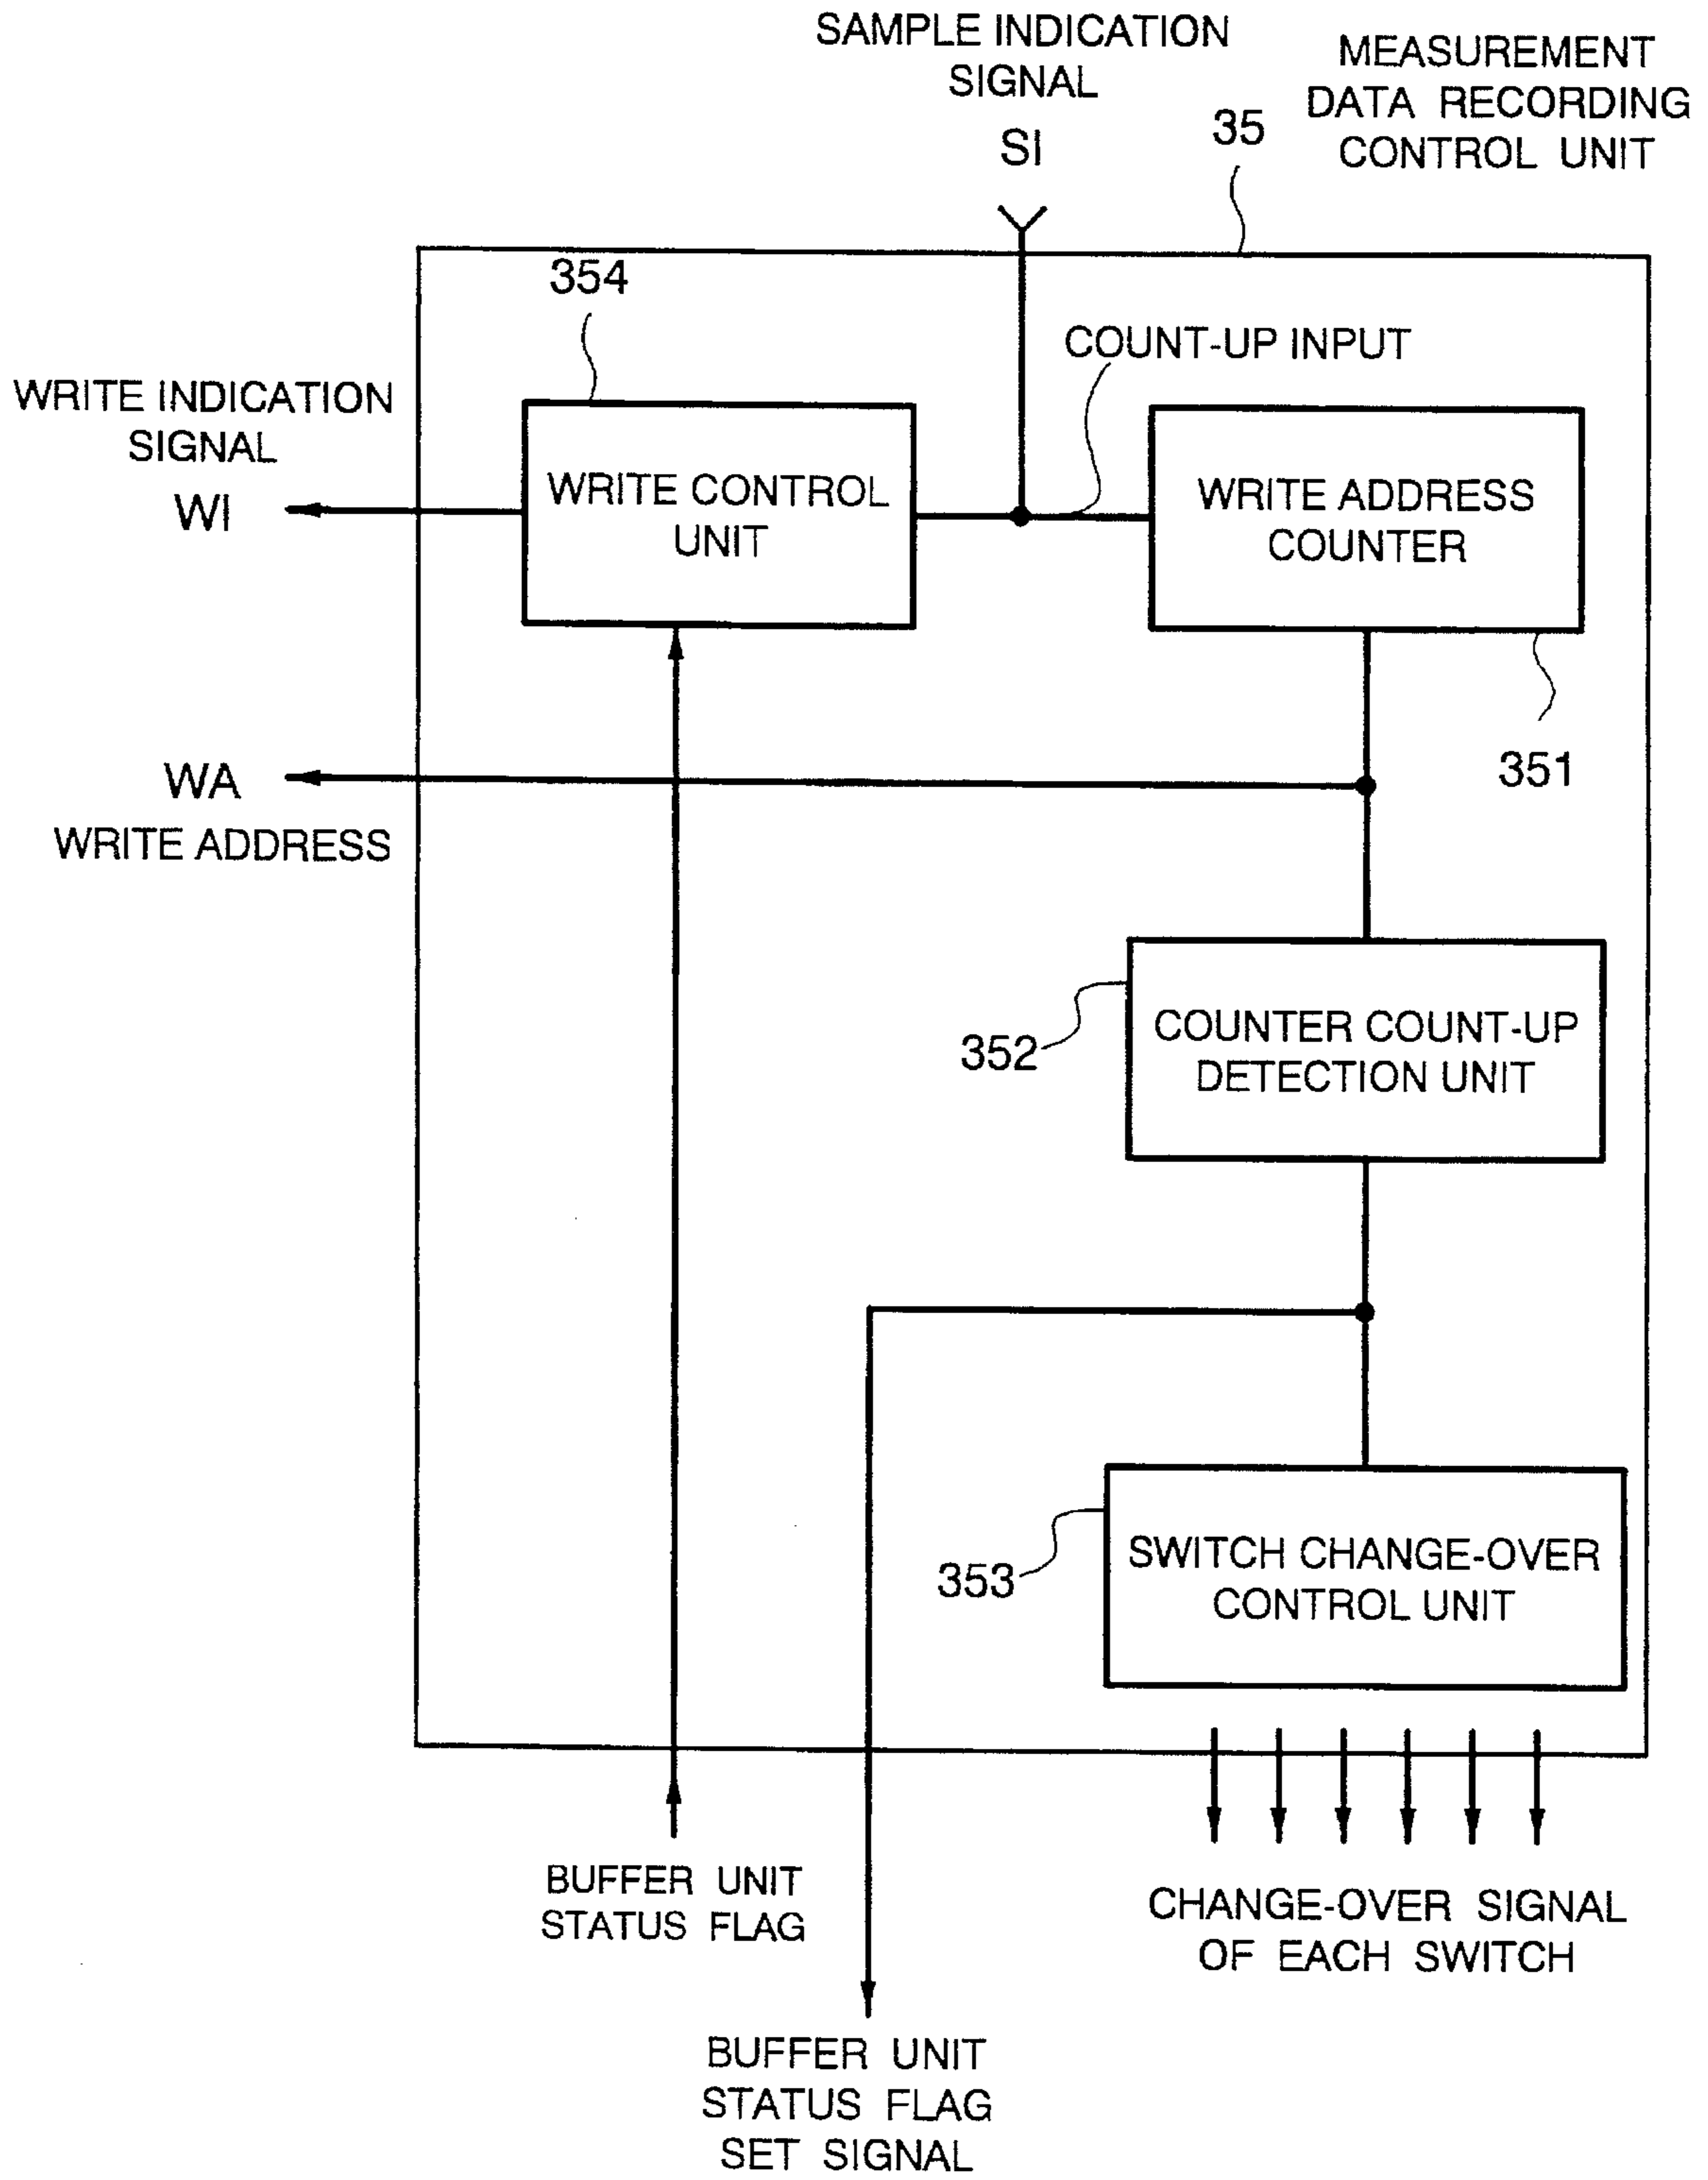 SAMPLE INDICATION
SIGNAL
SI
MEASUREMENT
DATA RECORDING
CONTROL UNIT
35
354
COUNT-UP INPUT
WRITE INDICATION
SIGNAL
WI
WRITE CONTROL
UNIT
WRITE ADDRESS
COUNTER
351
WA
WRITE ADDRESS
352
COUNTER COUNT-UP
DETECTION UNIT
353
SWITCH CHANGE-OVER
CONTROL UNIT
BUFFER UNIT
STATUS FLAG
CHANGE-OVER SIGNAL
OF EACH SWITCH
BUFFER UNIT
STATUS FLAG
SET SIGNAL